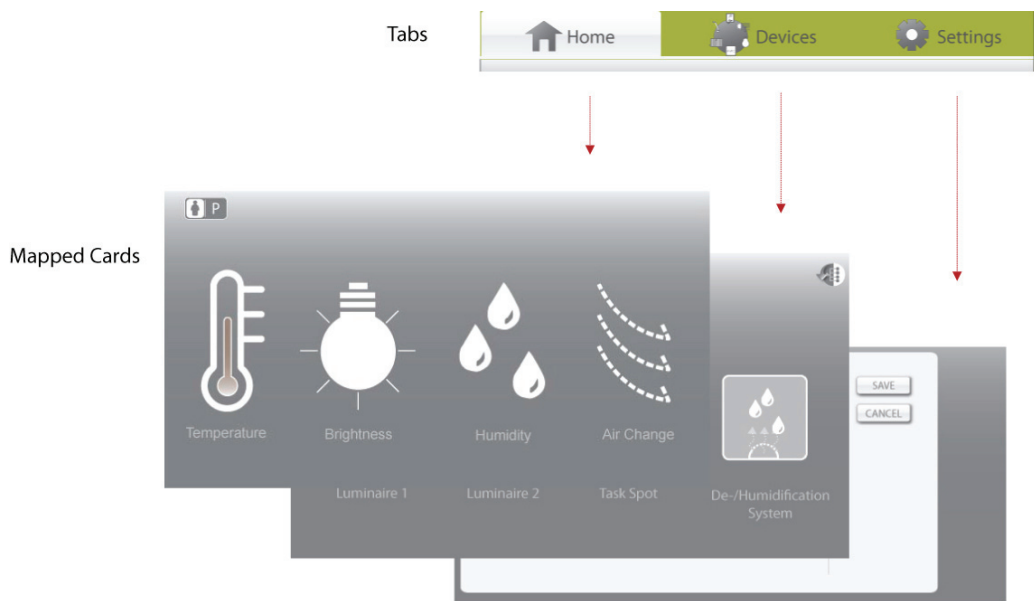 Tabs
Home
Devices
Settings
P
Mapped Cards
Temperature
Brightness
Humidity
Air Change
SAVE
CANCEL
Luminaire 1
Luminaire 2
Task Spot
De-/Humidification
System